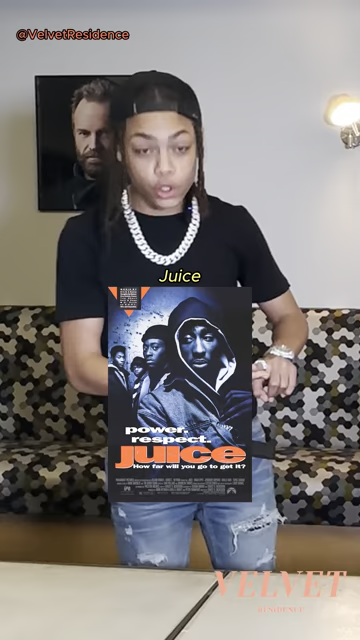 @VelvetResidence
Juice
power.
respect.
juice
How far will you go to get it?
VELVET
RESIDENCE